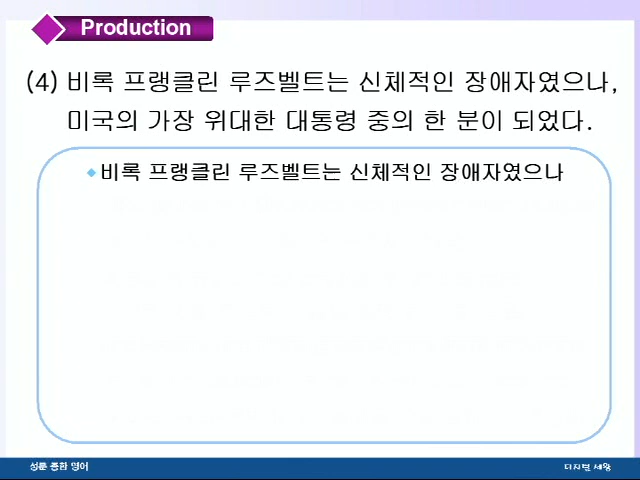 Production
(4) 비록 프랭클린 루즈벨트는 신체적인 장애자였으나,
미국의 가장 위대한 대통령 중의 한 분이 되었다.
비록 프랭클린 루즈벨트는 신체적인 장애자였으나
성문 종합 영어
디지털 세왕